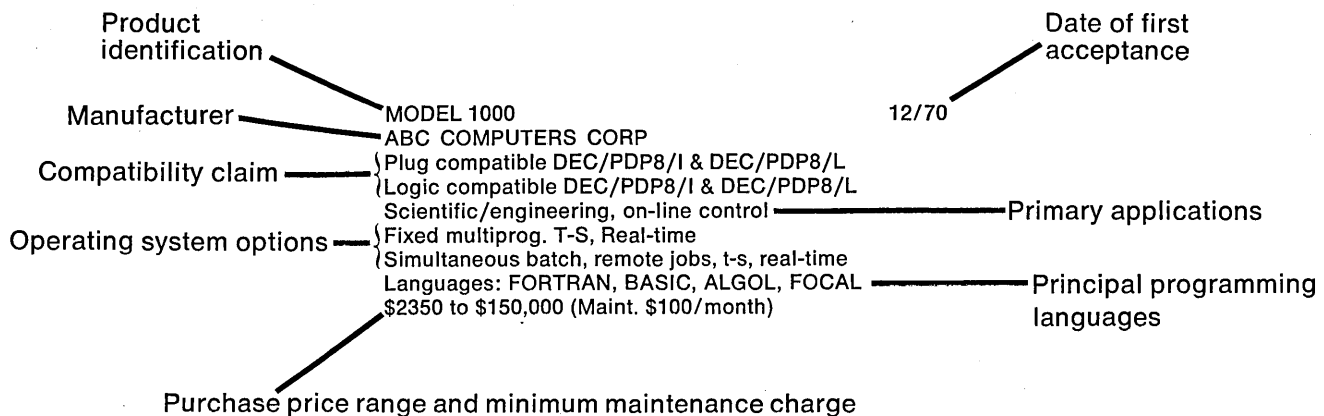 Product
identification
Date of first
acceptance
Manufacturer
MODEL 1000
12/70
ABC COMPUTERS CORP
Compatibility claim
Plug compatible DEC/PDP8/I & DEC/PDP8/L
Logic compatible DEC/PDP8/I & DEC/PDP8/L
Scientific/engineering, on-line control
Primary applications
Operating system options
Fixed multiprog. T-S, Real-time
Simultaneous batch, remote jobs, t-s, real-time
Languages: FORTRAN, BASIC, ALGOL, FOCAL
Principal programming
languages
$2350 to $150,000 (Maint. $100/month)
Purchase price range and minimum maintenance charge